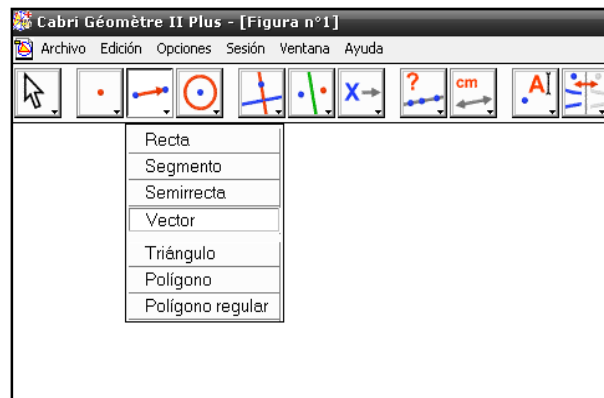 Cabri Géomètre II Plus - [Figura n°1]
Archivo Edición Opciones Sesión Ventana Ayuda
X ? cm A
Recta
Segmento
Semirrecta
Vector
Triángulo
Polígono
Polígono regular